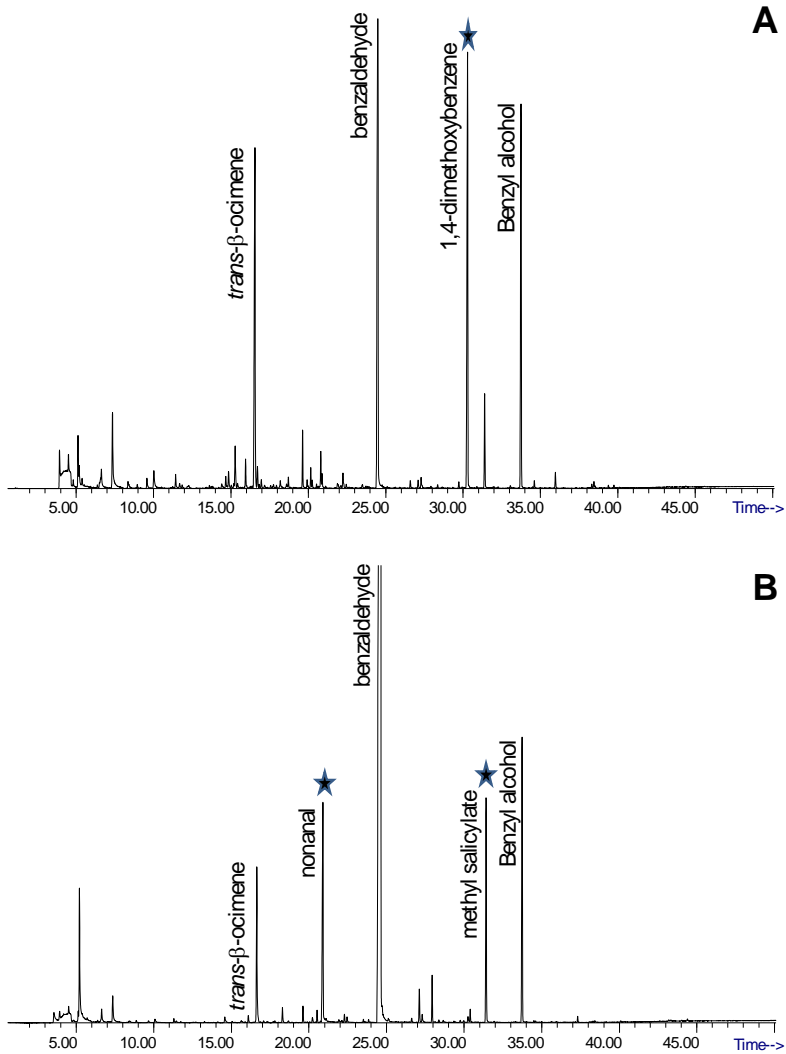 A
trans-β-ocimene
benzaldehyde
1,4-dimethoxybenzene
Benzyl alcohol
5.00 10.00 15.00 20.00 25.00 30.00 35.00 40.00 45.00 Time-->
B
trans-β-ocimene
nonanal
benzaldehyde
methyl salicylate
Benzyl alcohol
5.00 10.00 15.00 20.00 25.00 30.00 35.00 40.00 45.00 Time-->